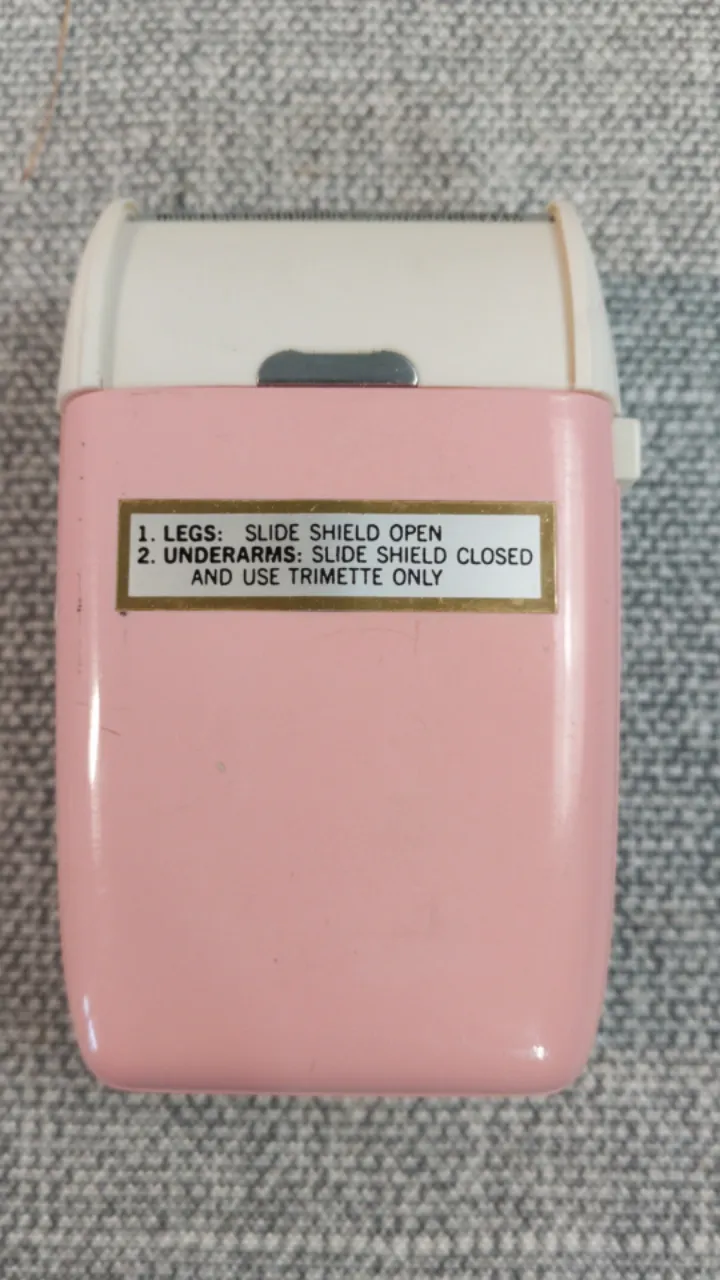 1. LEGS: SLIDE SHIELD OPEN
2. UNDERARMS: SLIDE SHIELD CLOSED
AND USE TRIMETTE ONLY